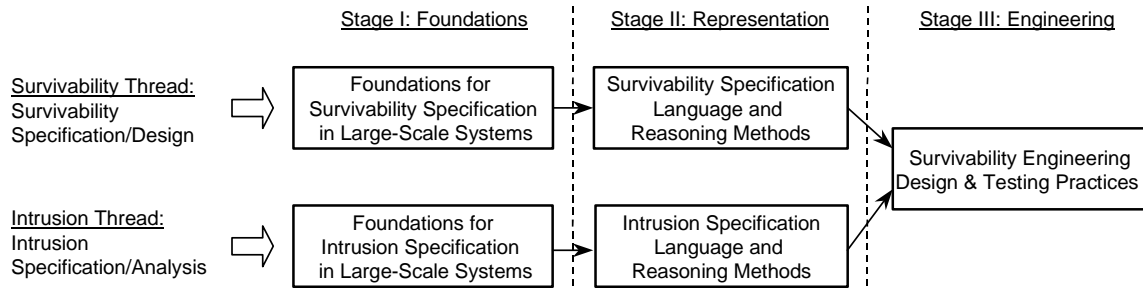 Stage I: Foundations
Stage II: Representation
Stage III: Engineering
Survivability Thread:
Survivability
Specification/Design
Foundations for
Survivability Specification
in Large-Scale Systems
Survivability Specification
Language and
Reasoning Methods
Survivability Engineering
Design & Testing Practices
Intrusion Thread:
Intrusion
Specification/Analysis
Foundations for
Intrusion Specification
in Large-Scale Systems
Intrusion Specification
Language and
Reasoning Methods